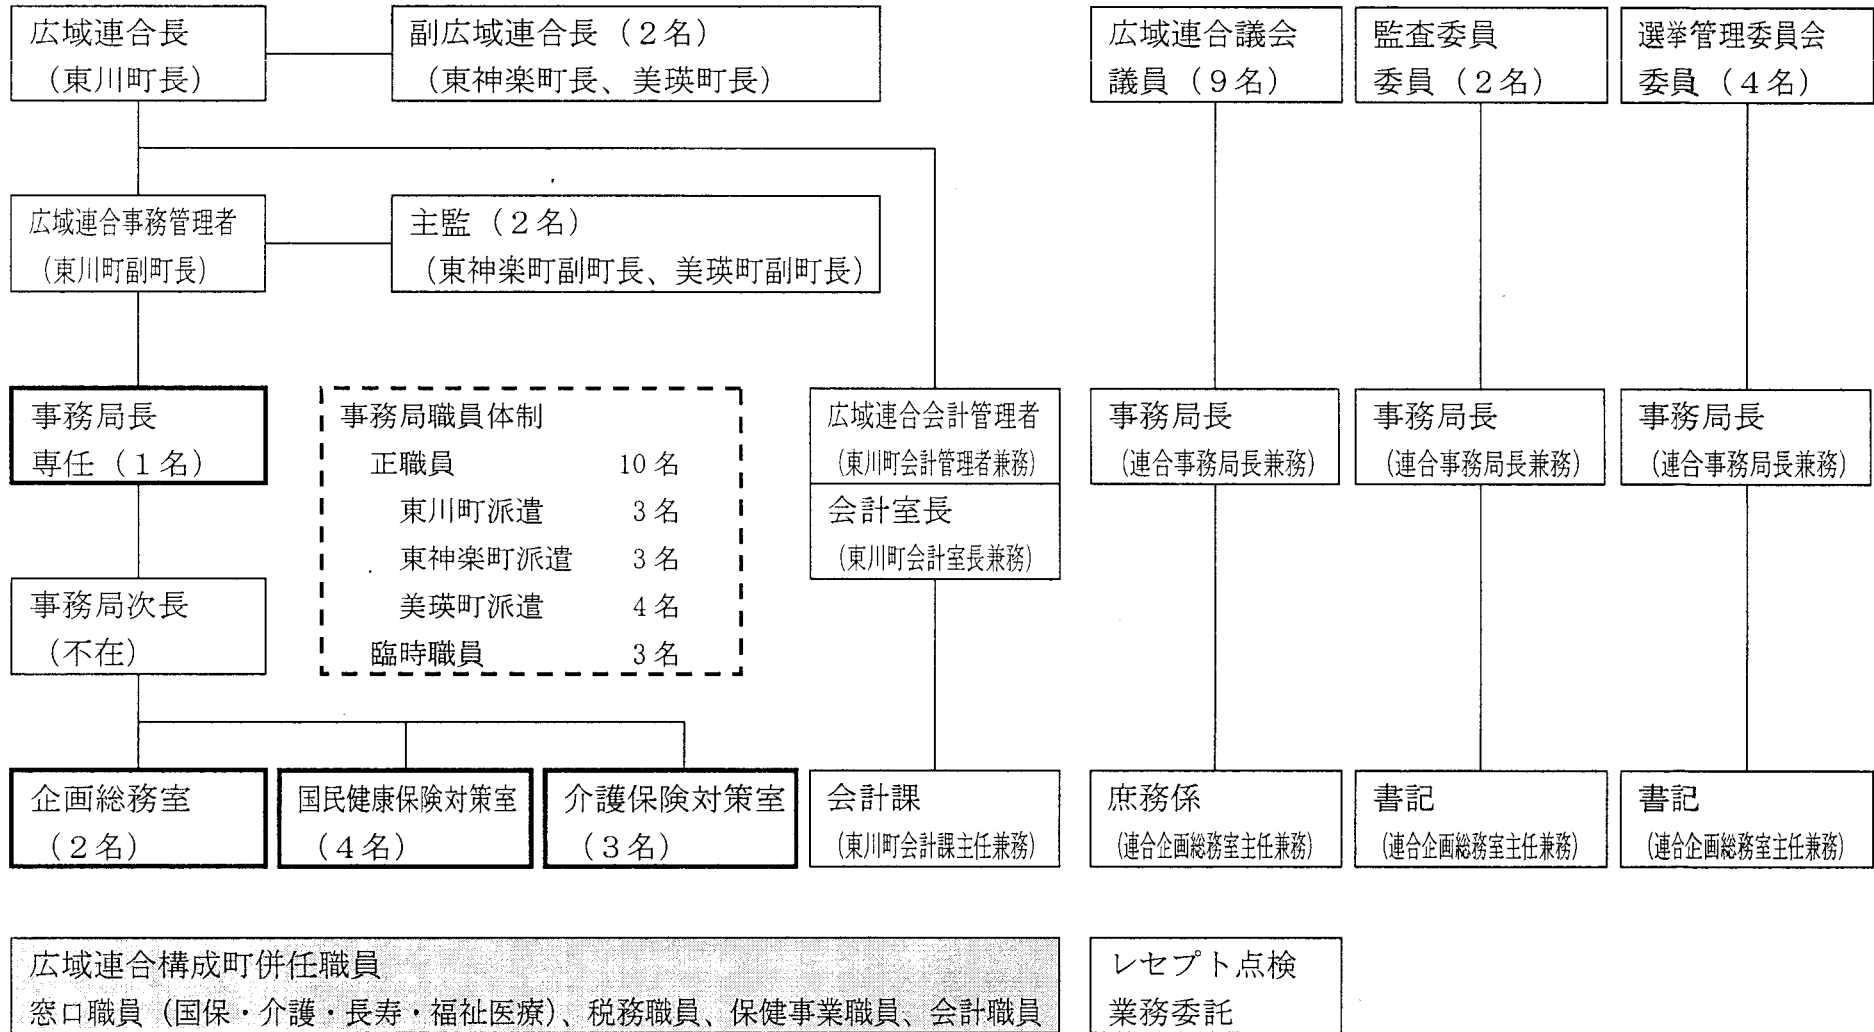 広域連合長
（東川町長）
副広域連合長（２名）
（東神楽町長、美瑛町長）
広域連合議会
議員（９名）
監査委員
委員（２名）
選挙管理委員会
委員（４名）
広域連合事務管理者
（東川町副町長）
主監（２名）
（東神楽町副町長、美瑛町副町長）
事務局長
専任（１名）
事務局職員体制
正職員 10名
東川町派遣 3名
東神楽町派遣 3名
美瑛町派遣 4名
臨時職員 3名
広域連合会計管理者
（東川町会計管理者兼務）
会計室長
（東川町会計室長兼務）
事務局長
（連合事務局長兼務）
事務局長
（連合事務局長兼務）
事務局長
（連合事務局長兼務）
事務局次長
（不在）
企画総務室
（２名）
国民健康保険対策室
（４名）
介護保険対策室
（３名）
会計課
（東川町会計課主任兼務）
庶務係
（連合企画総務室主任兼務）
書記
（連合企画総務室主任兼務）
書記
（連合企画総務室主任兼務）
広域連合構成町併任職員
窓口職員（国保・介護・長寿・福祉医療）、税務職員、保健事業職員、会計職員
レセプト点検
業務委託